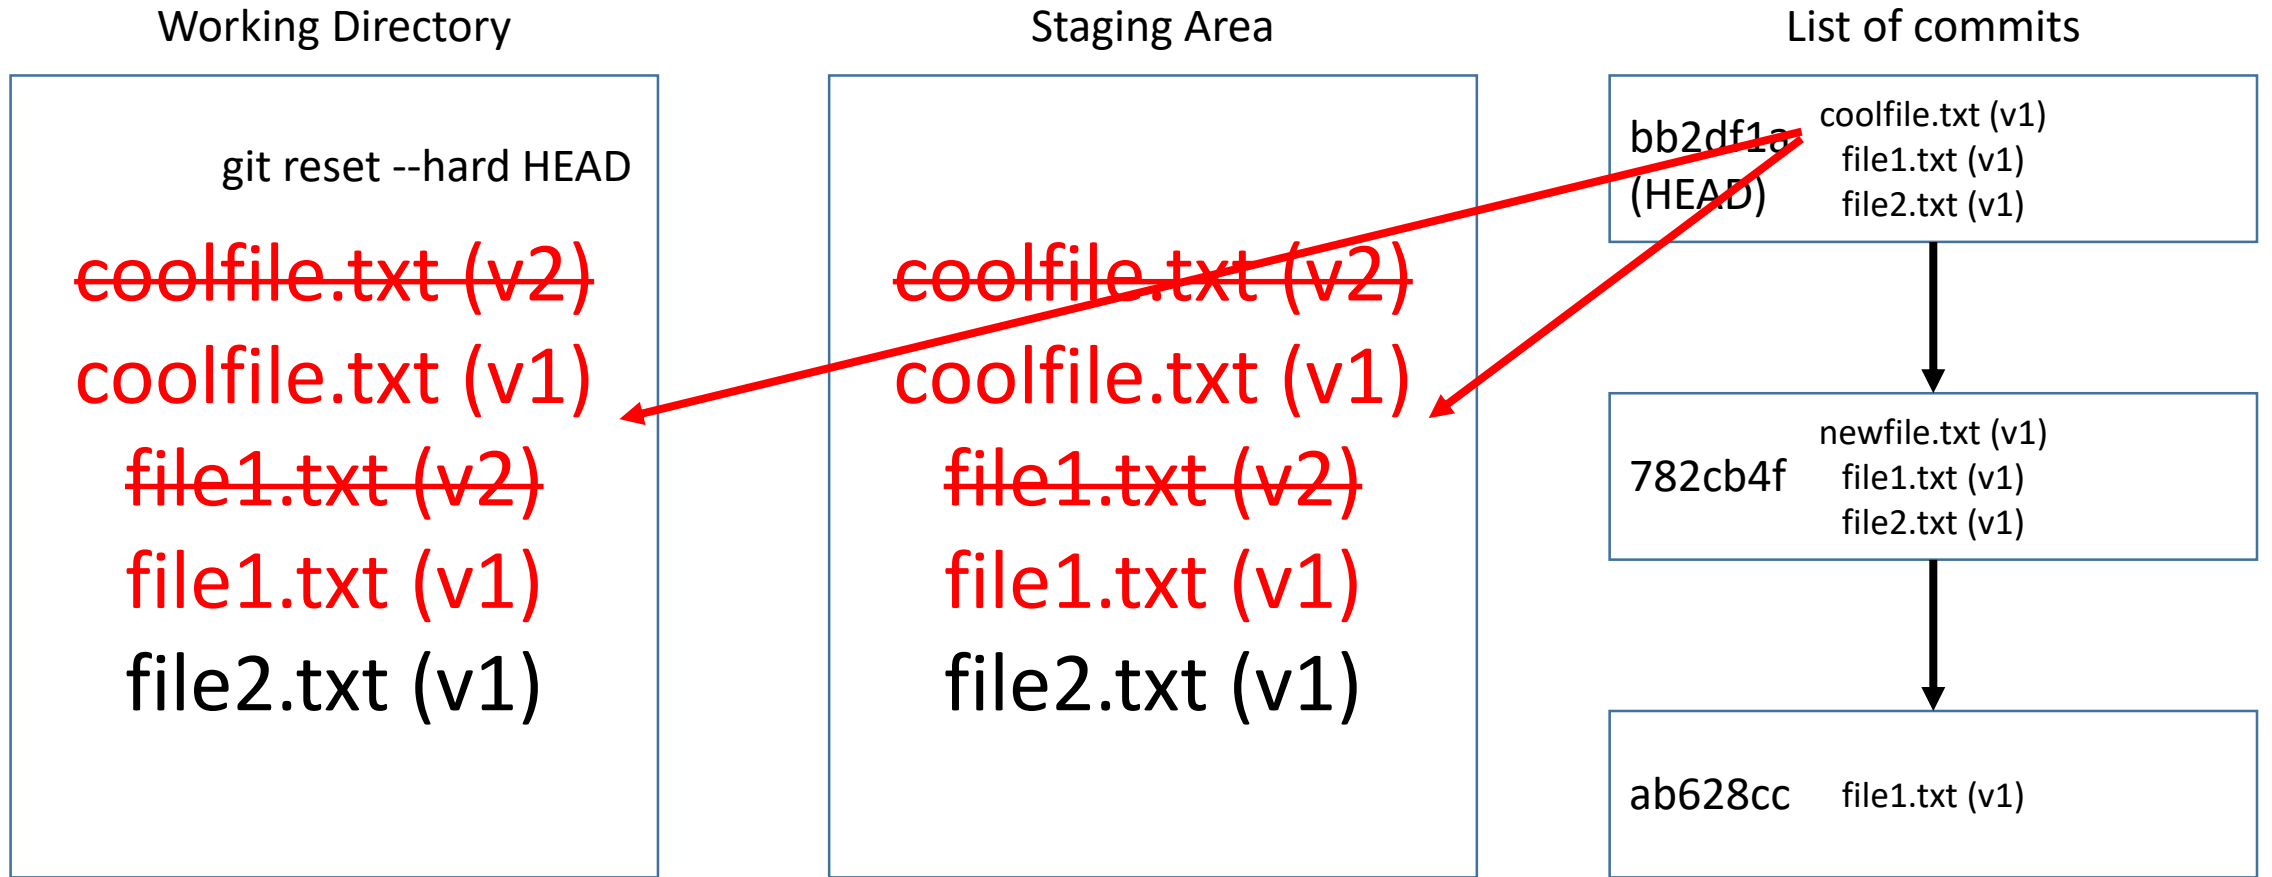 Working Directory
Staging Area
List of commits
git reset --hard HEAD
coolfile.txt (v2)
coolfile.txt (v1)
file1.txt (v2)
file1.txt (v1)
file2.txt (v1)
coolfile.txt (v2)
coolfile.txt (v1)
file1.txt (v2)
file1.txt (v1)
file2.txt (v1)
bb2df1a
(HEAD)
coolfile.txt (v1)
file1.txt (v1)
file2.txt (v1)
782cb4f
newfile.txt (v1)
file1.txt (v1)
file2.txt (v1)
ab628cc
file1.txt (v1)